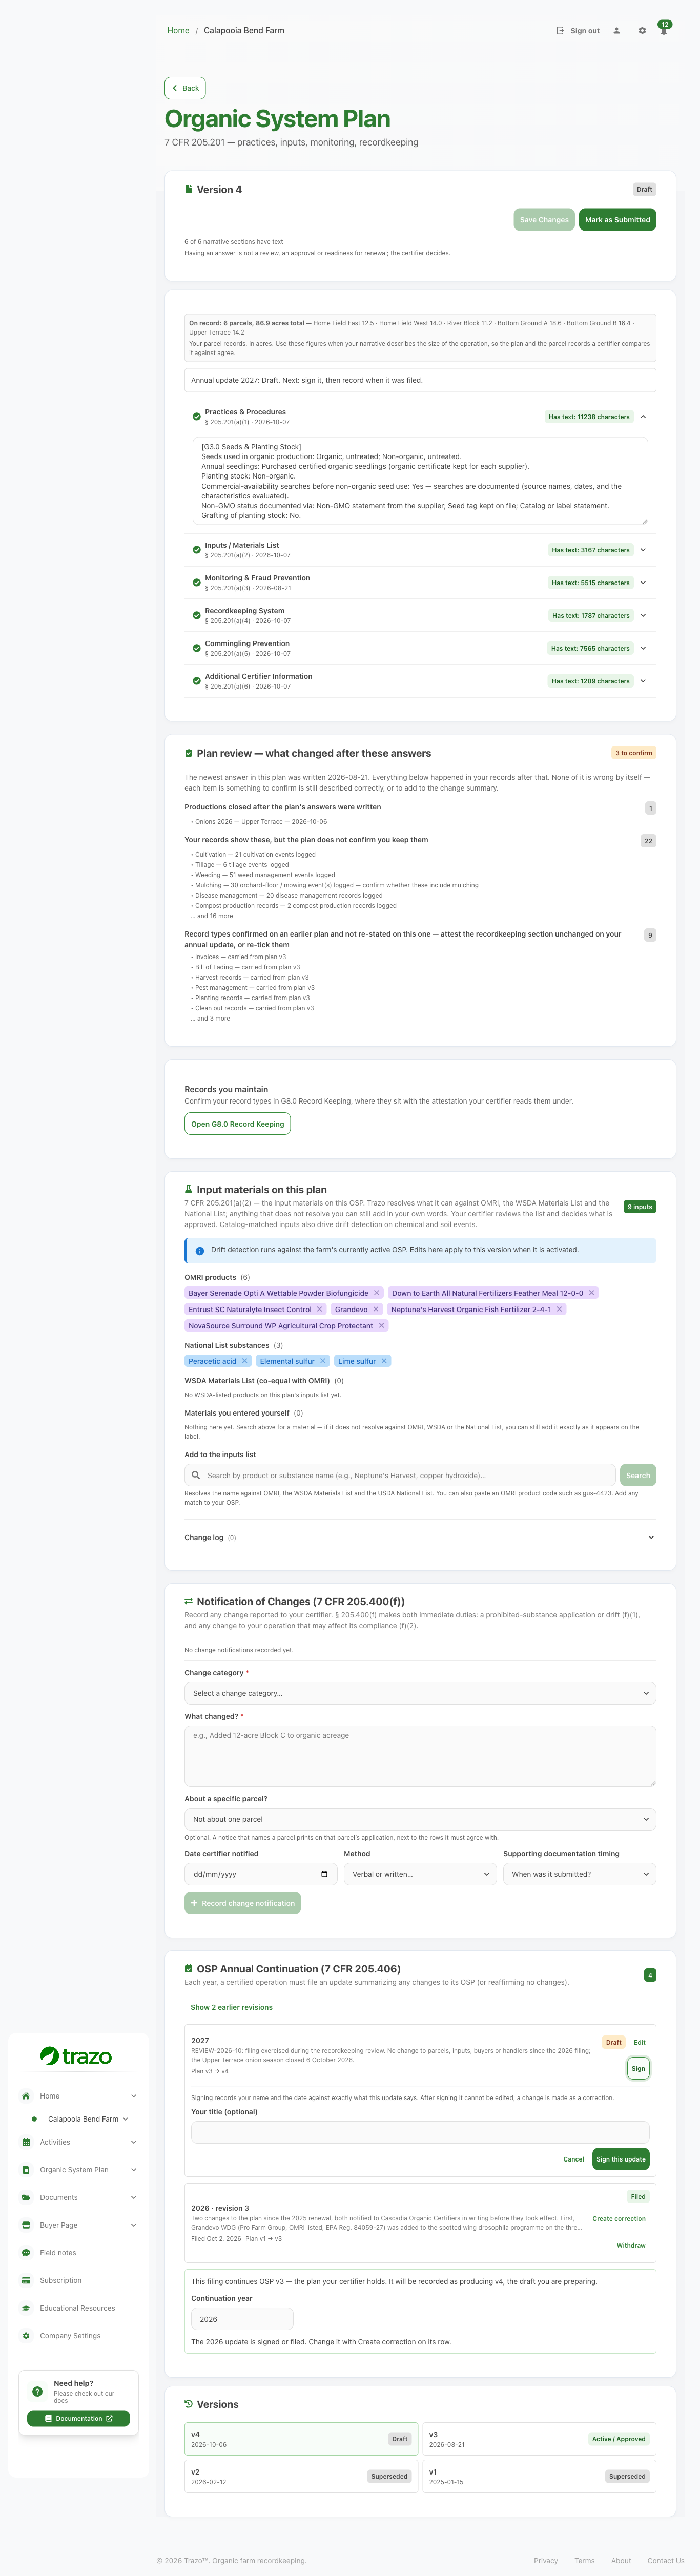 Home / Calapooia Bend Farm
Sign out
12
Back
Organic System Plan
7 CFR 205.201 — practices, inputs, monitoring, recordkeeping
Version 4
Draft
Save Changes
Mark as Submitted
6 of 6 narrative sections have text
Having an answer is not a review, an approval or readiness for renewal; the certifier decides.
On record: 6 parcels, 86.9 acres total — Home Field East 12.5 · Home Field West 14.0 · River Block 11.2 · Bottom Ground A 18.6 · Bottom Ground B 16.4 ·
Upper Terrace 14.2
Your parcel records, in acres. Use these figures when your narrative describes the size of the operation, so the plan and the parcel records a certifier compares
it against agree.
Annual update 2027: Draft. Next: sign it, then record when it was filed.
Practices & Procedures
§ 205.201(a)(1) · 2026-10-07
Has text: 11238 characters
[G3.0 Seeds & Planting Stock]
Seeds used in organic production: Organic, untreated; Non-organic, untreated.
Annual seedlings: Purchased certified organic seedlings (organic certificate kept for each supplier).
Planting stock: Non-organic.
Commercial-availability searches before non-organic seed use: Yes — searches are documented (source names, dates, and the
characteristics evaluated).
Non-GMO status documented via: Non-GMO statement from the supplier; Seed tag kept on file; Catalog or label statement.
Grafting of planting stock: No.
Inputs / Materials List
§ 205.201(a)(2) · 2026-10-07
Has text: 3167 characters
Monitoring & Fraud Prevention
§ 205.201(a)(3) · 2026-08-21
Has text: 5515 characters
Recordkeeping System
§ 205.201(a)(4) · 2026-10-07
Has text: 1787 characters
Commingling Prevention
§ 205.201(a)(5) · 2026-10-07
Has text: 7565 characters
Additional Certifier Information
§ 205.201(a)(6) · 2026-10-07
Has text: 1209 characters
Plan review — what changed after these answers
3 to confirm
The newest answer in this plan was written 2026-08-21. Everything below happened in your records after that. None of it is wrong by itself —
each item is something to confirm is still described correctly, or to add to the change summary.
Productions closed after the plan's answers were written
1
• Onions 2026 — Upper Terrace — 2026-10-06
Your records show these, but the plan does not confirm you keep them
22
• Cultivation — 21 cultivation events logged
• Tillage — 6 tillage events logged
• Weeding — 51 weed management events logged
• Mulching — 30 orchard-floor / mowing event(s) logged — confirm whether these include mulching
• Disease management — 20 disease management records logged
• Compost production records — 2 compost production records logged
... and 16 more
Record types confirmed on an earlier plan and not re-stated on this one — attest the recordkeeping section unchanged on your
annual update, or re-tick them
9
• Invoices — carried from plan v3
• Bill of Lading — carried from plan v3
• Harvest records — carried from plan v3
• Pest management — carried from plan v3
• Planting records — carried from plan v3
• Clean out records — carried from plan v3
... and 3 more
Records you maintain
Confirm your record types in G8.0 Record Keeping, where they sit with the attestation your certifier reads them under.
Open G8.0 Record Keeping
Input materials on this plan
7 CFR 205.201(a)(2) — the input materials on this OSP. Trazo resolves what it can against OMRI, the WSDA Materials List and the
National List; anything that does not resolve you can still add in your own words. Your certifier reviews the list and decides what is
approved. Catalog-matched inputs also drive drift detection on chemical and soil events.
9 inputs
Drift detection runs against the farm's currently active OSP. Edits here apply to this version when it is activated.
OMRI products (6)
Bayer Serenade Opti A Wettable Powder Biofungicide ×
Down to Earth All Natural Fertilizers Feather Meal 12-0-0 ×
Entrust SC Naturalyte Insect Control ×
Grandevo ×
Neptune's Harvest Organic Fish Fertilizer 2-4-1 ×
NovaSource Surround WP Agricultural Crop Protectant ×
National List substances (3)
Peracetic acid ×
Elemental sulfur ×
Lime sulfur ×
WSDA Materials List (co-equal with OMRI) (0)
No WSDA-listed products on this plan's inputs list yet.
Materials you entered yourself (0)
Nothing here yet. Search above for a material — if it does not resolve against OMRI, WSDA or the National List, you can still add it exactly as it appears on the
label.
Add to the inputs list
Search by product or substance name (e.g., Neptune's Harvest, copper hydroxide)...
Search
Resolves the name against OMRI, the WSDA Materials List and the USDA National List. You can also paste an OMRI product code such as gus-4423. Add any
match to your OSP.
Change log (0)
Notification of Changes (7 CFR 205.400(f))
Record any change reported to your certifier. § 205.400(f) makes both immediate duties: a prohibited-substance application or drift (f)(1),
and any change to your operation that may affect its compliance (f)(2).
No change notifications recorded yet.
Change category *
Select a change category...
What changed? *
e.g., Added 12-acre Block C to organic acreage
About a specific parcel?
Not about one parcel
Optional. A notice that names a parcel prints on that parcel's application, next to the rows it must agree with.
Date certifier notified
Method
Supporting documentation timing
dd/mm/yyyy
Verbal or written...
When was it submitted?
+ Record change notification
OSP Annual Continuation (7 CFR 205.406)
Each year, a certified operation must file an update summarizing any changes to its OSP (or reaffirming no changes).
4
Show 2 earlier revisions
2027
Draft
Edit
REVIEW-2026-10: filing exercised during the recordkeeping review. No change to parcels, inputs, buyers or handlers since the 2026 filing;
the Upper Terrace onion season closed 6 October 2026.
Plan v3 → v4
Sign
Signing records your name and the date against exactly what this update says. After signing it cannot be edited; a change is made as a correction.
Your title (optional)
Cancel
Sign this update
2026 · revision 3
Filed
Two changes to the plan since the 2025 renewal, both notified to Cascadia Organic Certifiers in writing before they took effect. First,
Grandevo WDG (Pro Farm Group, OMRI listed, EPA Reg. 84059-27) was added to the spotted wing drosophila programme on the thre...
Filed Oct 2, 2026 Plan v1 → v3
Create correction
Withdraw
This filing continues OSP v3 — the plan your certifier holds. It will be recorded as producing v4, the draft you are preparing.
Continuation year
2026
The 2026 update is signed or filed. Change it with Create correction on its row.
Versions
v4
2026-10-06
Draft
v3
2026-08-21
Active / Approved
v2
2026-02-12
Superseded
v1
2025-01-15
Superseded
trazo
Home
Calapooia Bend Farm
Activities
Organic System Plan
Documents
Buyer Page
Field notes
Subscription
Educational Resources
Company Settings
Need help?
Please check out our
docs
Documentation
© 2026 Trazo™. Organic farm recordkeeping.
Privacy
Terms
About
Contact Us